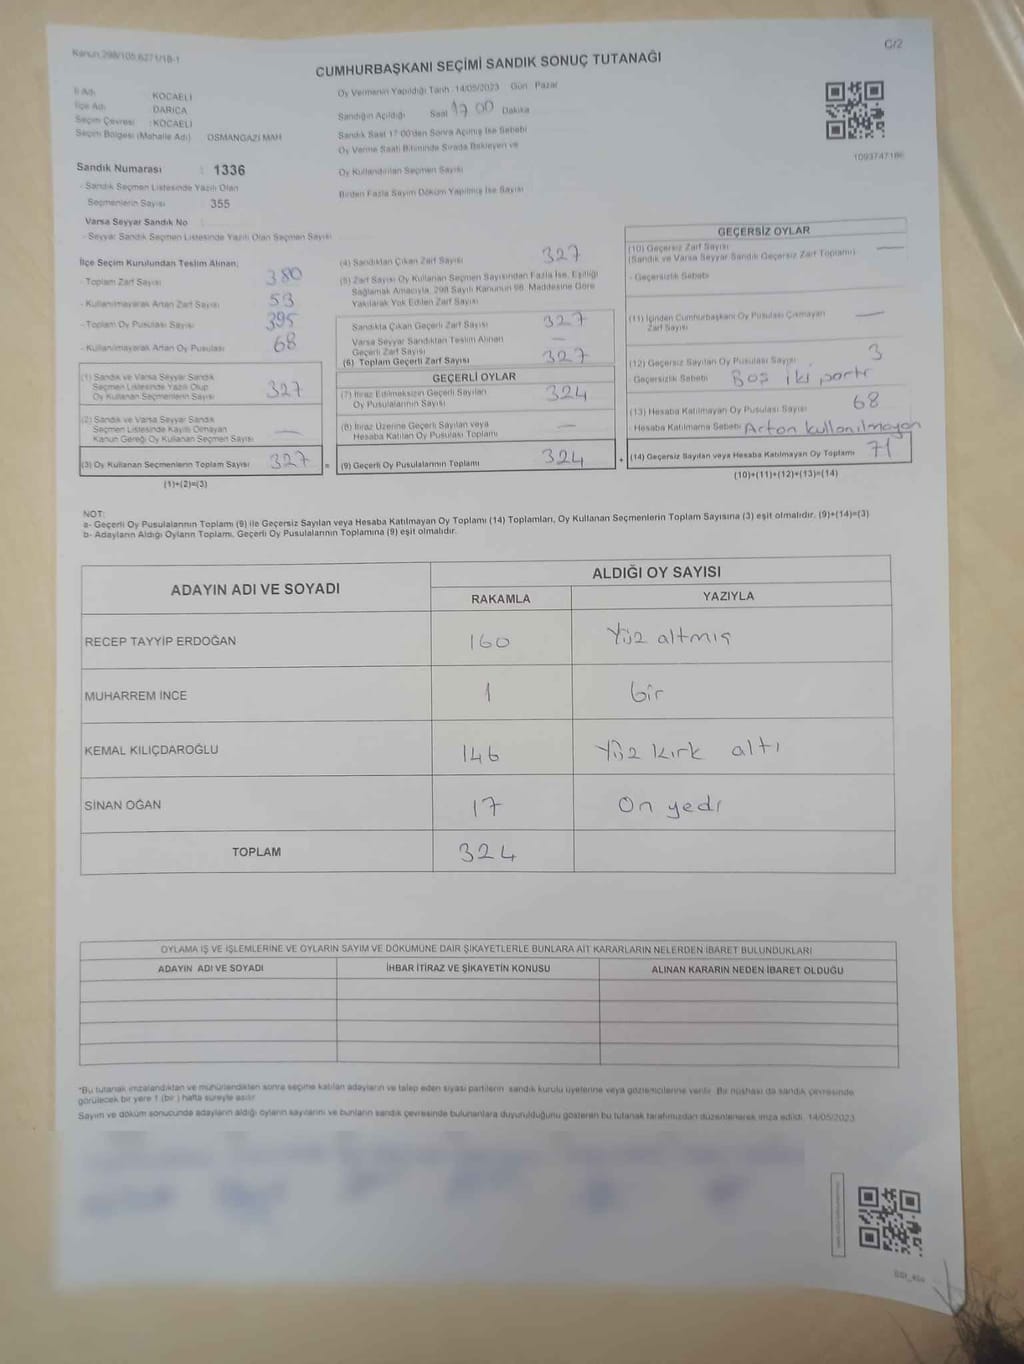 Kanun:298/105;6271/18-1
C/2
CUMHURBAŞKANI SEÇİMİ SANDIK SONUÇ TUTANAĞI
İl Adı : KOCAELİ
İlçe Adı : DARICA
Seçim Çevresi : KOCAELİ
Seçim Bölgesi (Mahalle Adı) : OSMANGAZİ MAH
Oy Vermenin Yapıldığı Tarih : 14/05/2023 Gün : Pazar
Sandığın Açıldığı Saat 17 00 Dakika
Sandık Saat 17:00'den Sonra Açılmış İse Sebebi
Oy Verme Saati Bitiminde Sırada Bekleyen ve
Oy Kullandırılan Seçmen Sayısı
Birden Fazla Sayım Döküm Yapılmış İse Sayısı
Sandık Numarası : 1336
- Sandık Seçmen Listesinde Yazılı Olan
Seçmenlerin Sayısı 355
Varsa Seyyar Sandık No
- Seyyar Sandık Seçmen Listesinde Yazılı Olan Seçmen Sayısı
İlçe Seçim Kurulundan Teslim Alınan;
- Toplam Zarf Sayısı 380
- Kullanılmayarak Artan Zarf Sayısı 53
- Toplam Oy Pusulası Sayısı 395
- Kullanılmayarak Artan Oy Pusulası 68
(1) Sandık ve Varsa Seyyar Sandık
Seçmen Listesinde Yazılı Olup
Oy Kullanan Seçmenlerin Sayısı 327
(2) Sandık ve Varsa Seyyar Sandık
Seçmen Listesinde Kayıtlı Olmayan
Kanun Gereği Oy Kullanan Seçmen Sayısı —
(3) Oy Kullanan Seçmenlerin Toplam Sayısı 327
(1)+(2)=(3)
(4) Sandıktan Çıkan Zarf Sayısı 327
(5) Zarf Sayısı Oy Kullanan Seçmen Sayısından Fazla İse, Eşitliği
Sağlamak Amacıyla, 298 Sayılı Kanunun 98. Maddesine Göre
Yakılarak Yok Edilen Zarf Sayısı
Sandıkta Çıkan Geçerli Zarf Sayısı 327
Varsa Seyyar Sandıktan Teslim Alınan
Geçerli Zarf Sayısı —
(6) Toplam Geçerli Zarf Sayısı 327
GEÇERLİ OYLAR
(7) İtiraz Edilmeksizin Geçerli Sayılan
Oy Pusulalarının Sayısı 324
(8) İtiraz Üzerine Geçerli Sayılan veya
Hesaba Katılan Oy Pusulası Toplamı —
= (9) Geçerli Oy Pusulalarının Toplamı 324
GEÇERSİZ OYLAR
(10) Geçersiz Zarf Sayısı —
(Sandık ve Varsa Seyyar Sandık Geçersiz Zarf Toplamı)
- Geçersizlik Sebebi
(11) İçinden Cumhurbaşkanı Oy Pusulası Çıkmayan
Zarf Sayısı —
(12) Geçersiz Sayılan Oy Pusulası Sayısı 3
Geçersizlik Sebebi Boş iki parti
(13) Hesaba Katılmayan Oy Pusulası Sayısı 68
- Hesaba Katılmama Sebebi Artan kullanılmayan
+ (14) Geçersiz Sayılan veya Hesaba Katılmayan Oy Toplamı 71
(10)+(11)+(12)+(13)=(14)
NOT:
a- Geçerli Oy Pusulalarının Toplamı (9) ile Geçersiz Sayılan veya Hesaba Katılmayan Oy Toplamı (14) Toplamları, Oy Kullanan Seçmenlerin Toplam Sayısına (3) eşit olmalıdır. (9)+(14)=(3)
b- Adayların Aldığı Oyların Toplamı, Geçerli Oy Pusulalarının Toplamına (9) eşit olmalıdır.
ADAYIN ADI VE SOYADI
ALDIĞI OY SAYISI
RAKAMLA YAZIYLA
RECEP TAYYİP ERDOĞAN 160 Yüz altmış
MUHARREM İNCE 1 bir
KEMAL KILIÇDAROĞLU 146 Yüz kırk altı
SİNAN OĞAN 17 On yedi
TOPLAM 324
OYLAMA İŞ VE İŞLEMLERİNE VE OYLARIN SAYIM VE DÖKÜMÜNE DAİR ŞİKAYETLERLE BUNLARA AİT KARARLARIN NELERDEN İBARET BULUNDUKLARI
ADAYIN ADI VE SOYADI İHBAR İTİRAZ VE ŞİKAYETİN KONUSU ALINAN KARARIN NEDEN İBARET OLDUĞU
*Bu tutanak imzalandıktan ve mühürlendikten sonra seçime katılan adayların ve talep eden siyasi partilerin sandık kurulu üyelerine veya gözlemcilerine verilir. Bir nüshası da sandık çevresinde
görülecek bir yere 1 (bir) hafta süreyle asılır.
Sayım ve döküm sonucunda adayların aldığı oyların sayılarını ve bunların sandık çevresinde bulunanlara duyurulduğunu gösteren bu tutanak tarafımızdan düzenlenerek imza edildi. 14/05/2023